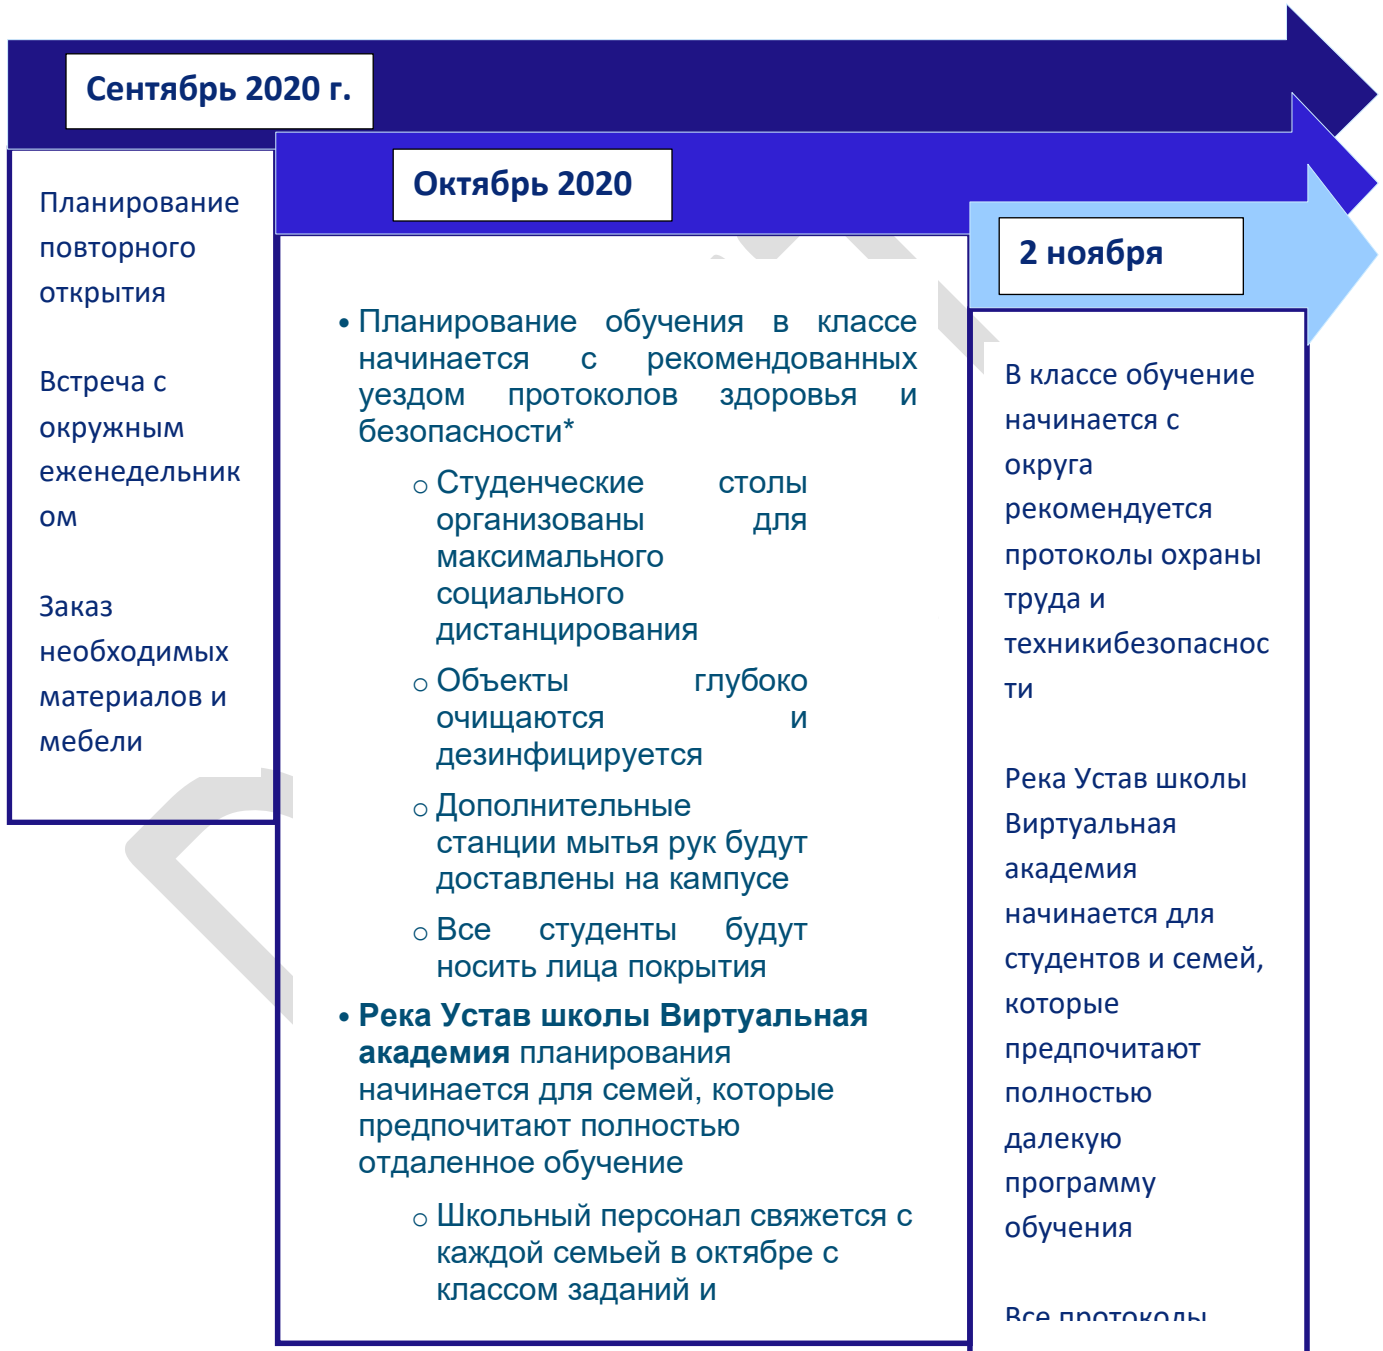 Сентябрь 2020 г.
Планирование
повторного
открытия
Встреча с
окружным
еженедельник
ом
Заказ
необходимых
материалов и
мебели
Октябрь 2020
• Планирование обучения в классе
начинается с рекомендованных
уездом протоколов здоровья и
безопасности*
○ Студенческие столы
организованы для
максимального
социального
дистанцирования
○ Объекты глубоко
очищаются и
дезинфицируется
○ Дополнительные
станции мытья рук будут
доставлены на кампусе
○ Все студенты будут
носить лица покрытия
• Река Устав школы Виртуальная
академия планирования
начинается для семей, которые
предпочитают полностью
отдаленное обучение
○ Школьный персонал свяжется с
каждой семьей в октябре с
классом заданий и
2 ноября
В классе обучение
начинается с
округа
рекомендуется
протоколы охраны
труда и
техникибезопаснос
ти
Река Устав школы
Виртуальная
академия
начинается для
студентов и семей,
которые
предпочитают
полностью
далекую
программу
обучения
Все протоколы